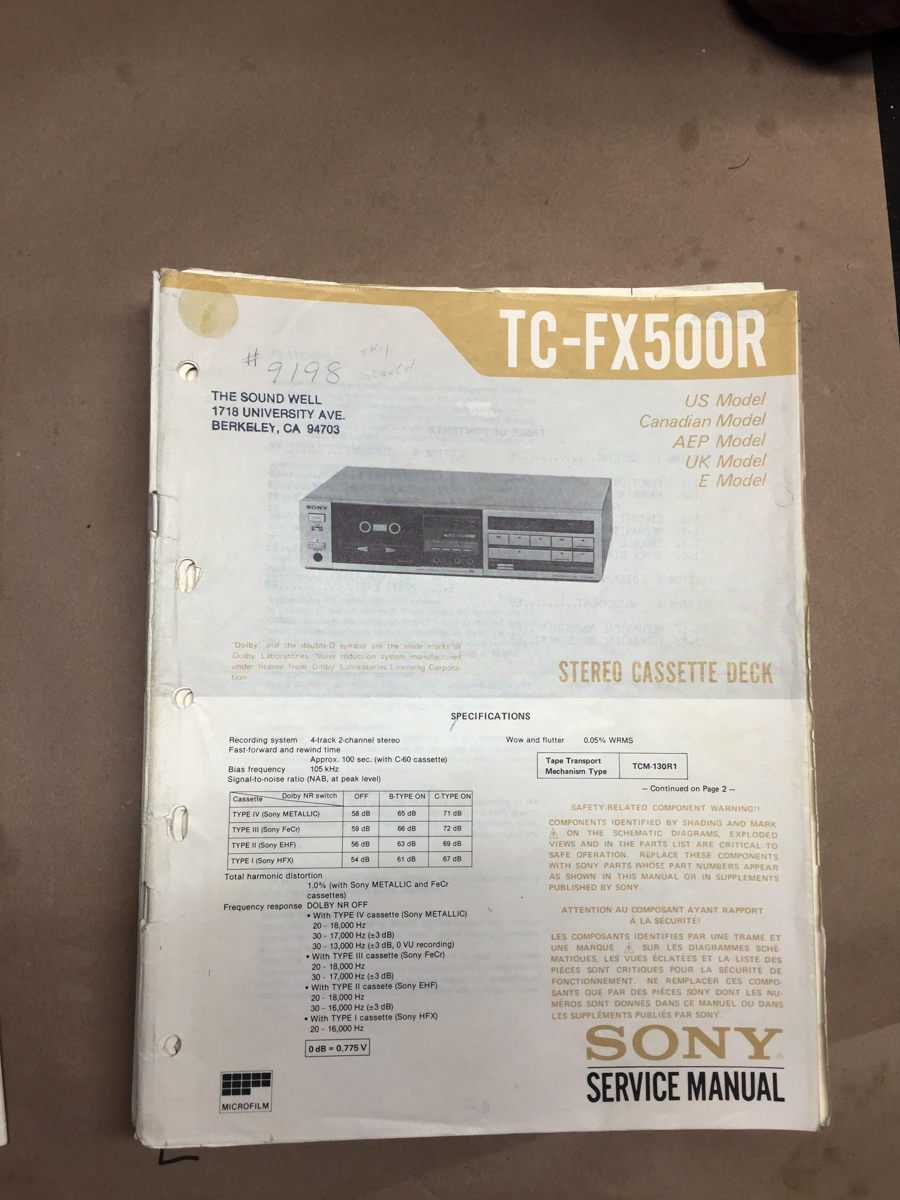 TC-FX500R
# 9198
THE SOUND WELL
1718 UNIVERSITY AVE.
BERKELEY, CA 94703
US Model
Canadian Model
AEP Model
UK Model
E Model
SONY
"Dolby" and the double-D symbol are the trade marks of
Dolby Laboratories. Noise reduction system manufactured
under license from Dolby Laboratories Licensing Corpora-
tion.
STEREO CASSETTE DECK
SPECIFICATIONS
Recording system 4-track 2-channel stereo
Fast-forward and rewind time
Approx. 100 sec. (with C-60 cassette)
Bias frequency 105 kHz
Signal-to-noise ratio (NAB, at peak level)
Cassette Dolby NR switch OFF B-TYPE ON C-TYPE ON
TYPE IV (Sony METALLIC) 58 dB 65 dB 71 dB
TYPE III (Sony FeCr) 59 dB 66 dB 72 dB
TYPE II (Sony EHF) 56 dB 63 dB 69 dB
TYPE I (Sony HFX) 54 dB 61 dB 67 dB
Total harmonic distortion
1.0% (with Sony METALLIC and FeCr
cassettes)
Frequency response DOLBY NR OFF
• With TYPE IV cassette (Sony METALLIC)
20 – 18,000 Hz
30 – 17,000 Hz (±3 dB)
30 – 13,000 Hz (±3 dB, 0 VU recording)
• With TYPE III cassette (Sony FeCr)
20 – 18,000 Hz
30 – 17,000 Hz (±3 dB)
• With TYPE II cassette (Sony EHF)
20 – 18,000 Hz
30 – 16,000 Hz (±3 dB)
• With TYPE I cassette (Sony HFX)
20 – 16,000 Hz
0 dB = 0.775 V
MICROFILM
Wow and flutter 0.05% WRMS
Tape Transport
Mechanism Type TCM-130R1
— Continued on Page 2 —
SAFETY-RELATED COMPONENT WARNING!!
COMPONENTS IDENTIFIED BY SHADING AND MARK
⚠ ON THE SCHEMATIC DIAGRAMS, EXPLODED
VIEWS AND IN THE PARTS LIST ARE CRITICAL TO
SAFE OPERATION. REPLACE THESE COMPONENTS
WITH SONY PARTS WHOSE PART NUMBERS APPEAR
AS SHOWN IN THIS MANUAL OR IN SUPPLEMENTS
PUBLISHED BY SONY.
ATTENTION AU COMPOSANT AYANT RAPPORT
À LA SÉCURITÉ!
LES COMPOSANTS IDENTIFIÉS PAR UNE TRAME ET
UNE MARQUE ⚠ SUR LES DIAGRAMMES SCHÉ-
MATIQUES, LES VUES ÉCLATÉES ET LA LISTE DES
PIÈCES SONT CRITIQUES POUR LA SÉCURITÉ DE
FONCTIONNEMENT. NE REMPLACER CES COMPO-
SANTS QUE PAR DES PIÈCES SONY DONT LES NU-
MÉROS SONT DONNÉS DANS CE MANUEL OU DANS
LES SUPPLÉMENTS PUBLIÉS PAR SONY.
SONY
SERVICE MANUAL